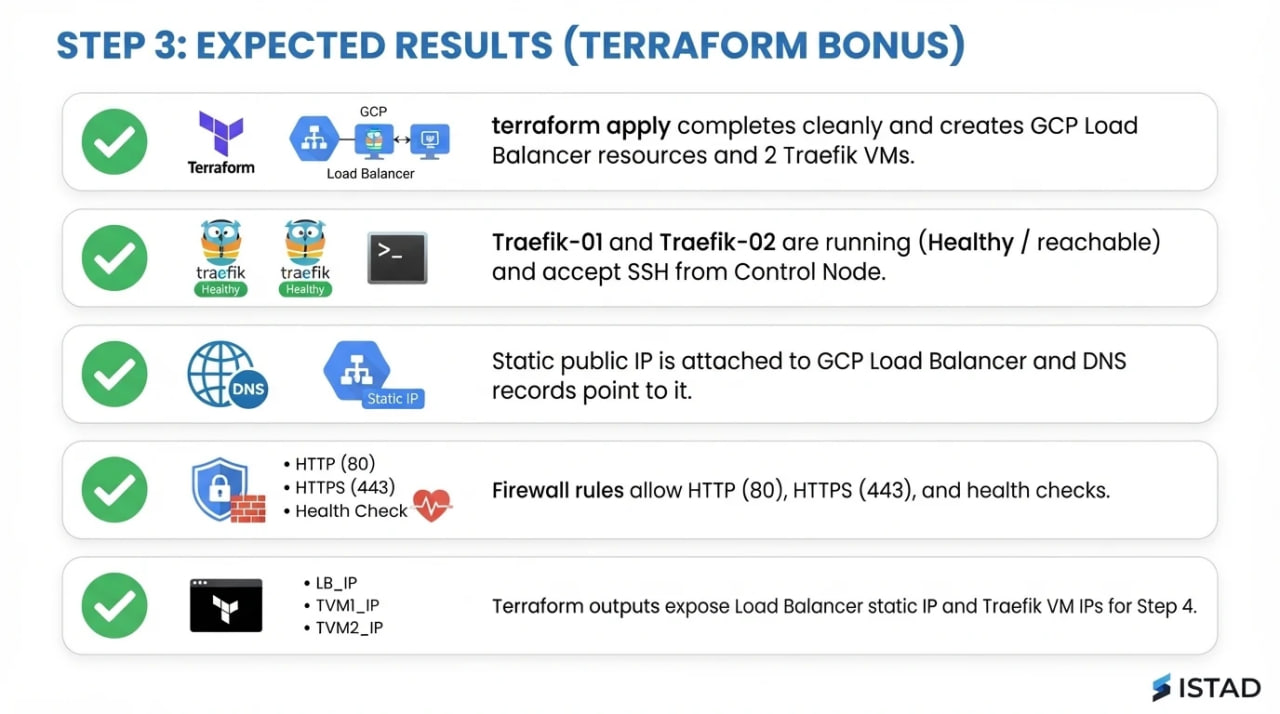 STEP 3: EXPECTED RESULTS (TERRAFORM BONUS)
Terraform
GCP
Load Balancer
terraform apply completes cleanly and creates GCP Load
Balancer resources and 2 Traefik VMs.
træfik
Healthy
træfik
Healthy
>_
Traefik-01 and Traefik-02 are running (Healthy / reachable)
and accept SSH from Control Node.
DNS
Static IP
Static public IP is attached to GCP Load Balancer and DNS
records point to it.
• HTTP (80)
• HTTPS (443)
• Health Check
Firewall rules allow HTTP (80), HTTPS (443), and health checks.
• LB_IP
• TVM1_IP
• TVM2_IP
Terraform outputs expose Load Balancer static IP and Traefik VM IPs for Step 4.
ISTAD